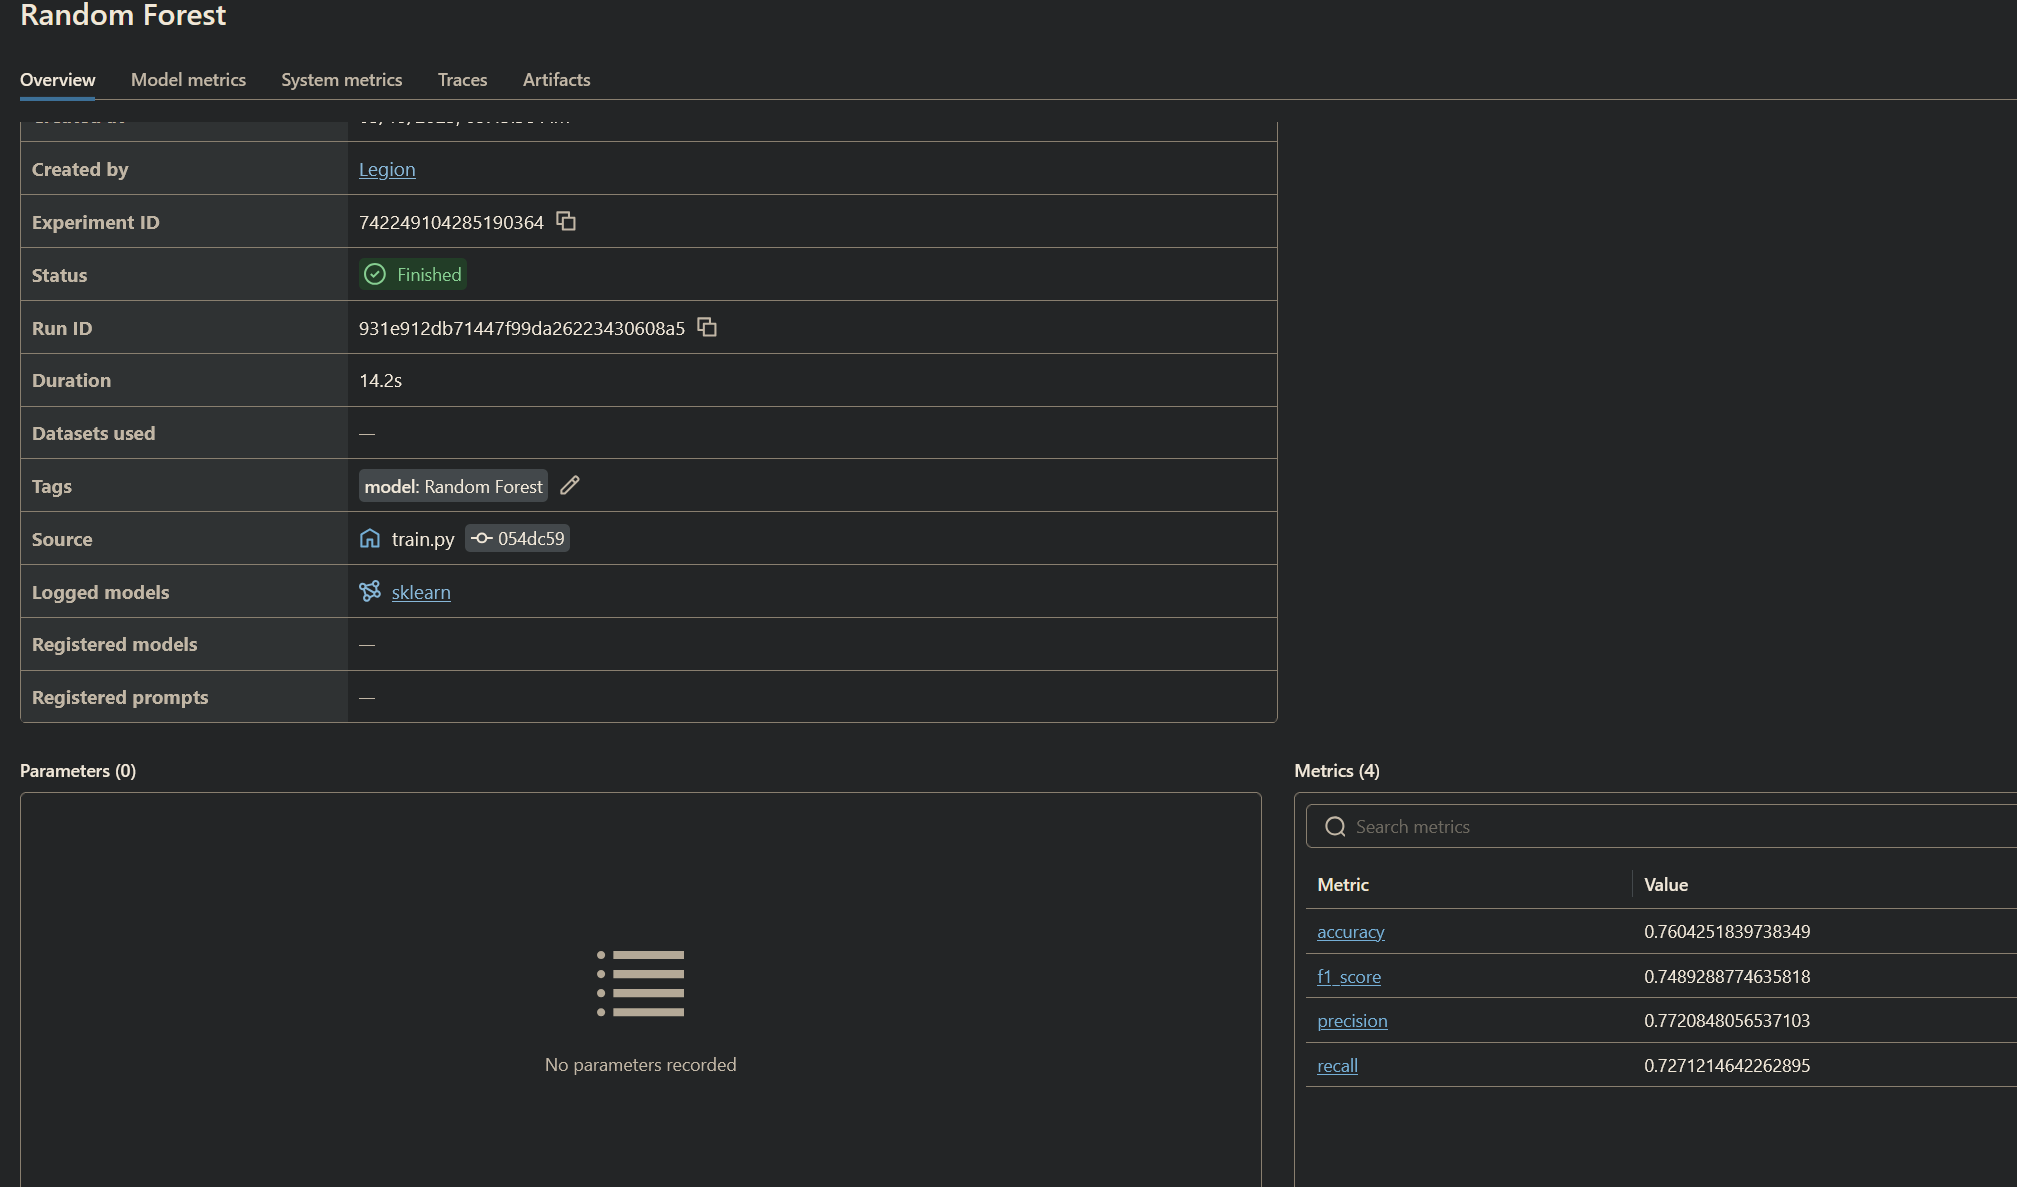 Random Forest
Overview Model metrics System metrics Traces Artifacts
Created by Legion
Experiment ID 742249104285190364
Status Finished
Run ID 931e912db71447f99da26223430608a5
Duration 14.2s
Datasets used —
Tags model: Random Forest
Source train.py 054dc59
Logged models sklearn
Registered models —
Registered prompts —
Parameters (0)
No parameters recorded
Metrics (4)
Search metrics
Metric Value
accuracy 0.7604251839738349
f1_score 0.7489288774635818
precision 0.7720848056537103
recall 0.7271214642262895